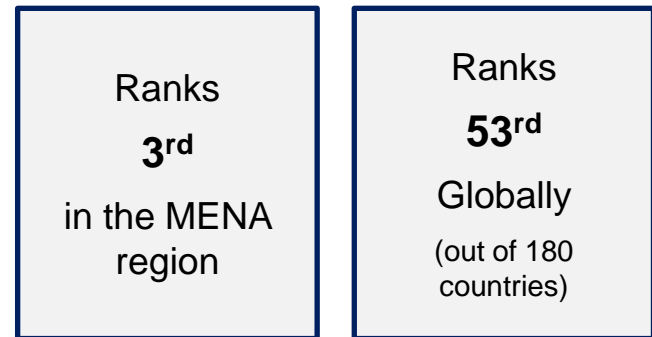 Ranks
3rd
in the MENA
region
Ranks
53rd
Globally
(out of 180
countries)